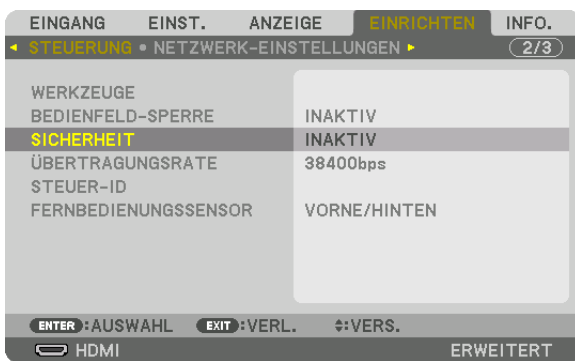 EINGANG EINST. ANZEIGE EINRICHTEN INFO.
STEUERUNG • NETZWERK-EINSTELLUNGEN 2/3
WERKZEUGE
BEDIENFELD-SPERRE INAKTIV
SICHERHEIT INAKTIV
ÜBERTRAGUNGSRATE 38400bps
STEUER-ID
FERNBEDIENUNGSSENSOR VORNE/HINTEN
ENTER:AUSWAHL EXIT:VERL. :VERS.
HDMI ERWEITERT